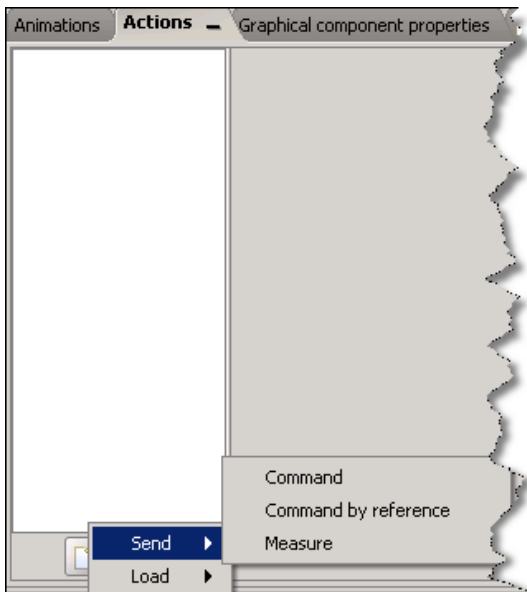 Animations Actions Graphical component properties
Command
Command by reference
Send Measure
Load